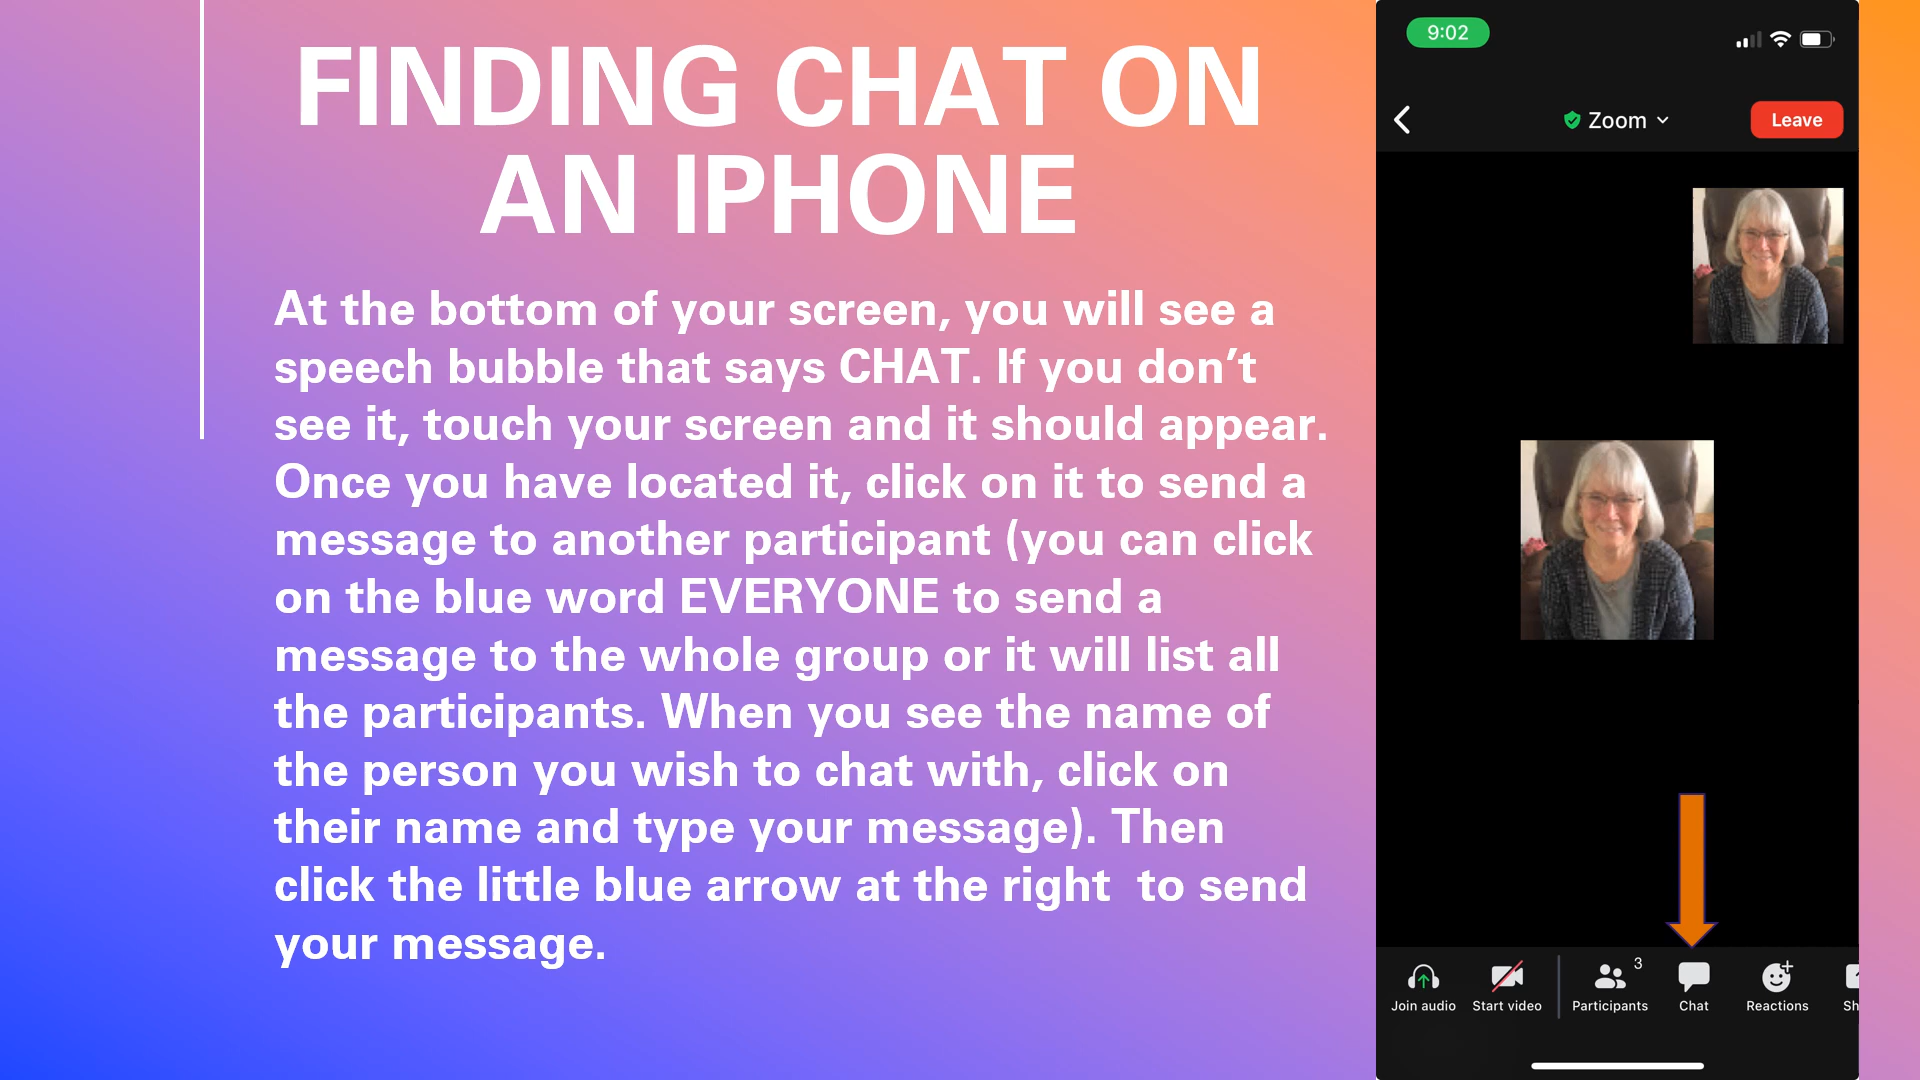 FINDING CHAT ON
AN IPHONE
At the bottom of your screen, you will see a
speech bubble that says CHAT. If you don’t
see it, touch your screen and it should appear.
Once you have located it, click on it to send a
message to another participant (you can click
on the blue word EVERYONE to send a
message to the whole group or it will list all
the participants. When you see the name of
the person you wish to chat with, click on
their name and type your message). Then
click the little blue arrow at the right  to send
your message.
9:02
Zoom
Leave
3
Join audio Start video Participants Chat Reactions Sh